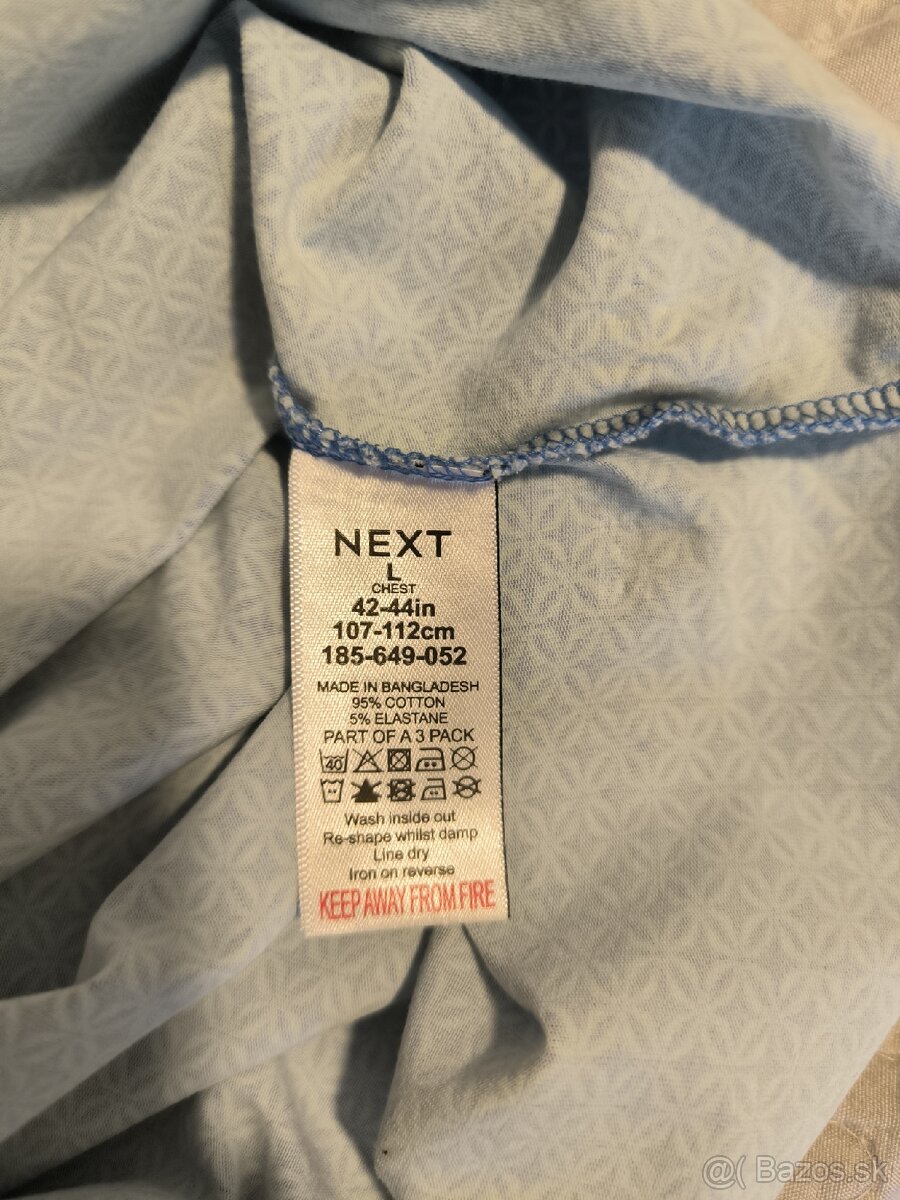 NEXT
L
CHEST
42-44in
107-112cm
185-649-052
MADE IN BANGLADESH
95% COTTON
5% ELASTANE
PART OF A 3 PACK
40
Wash inside out
Re-shape whilst damp
Line dry
Iron on reverse
KEEP AWAY FROM FIRE
@( Bazos.sk